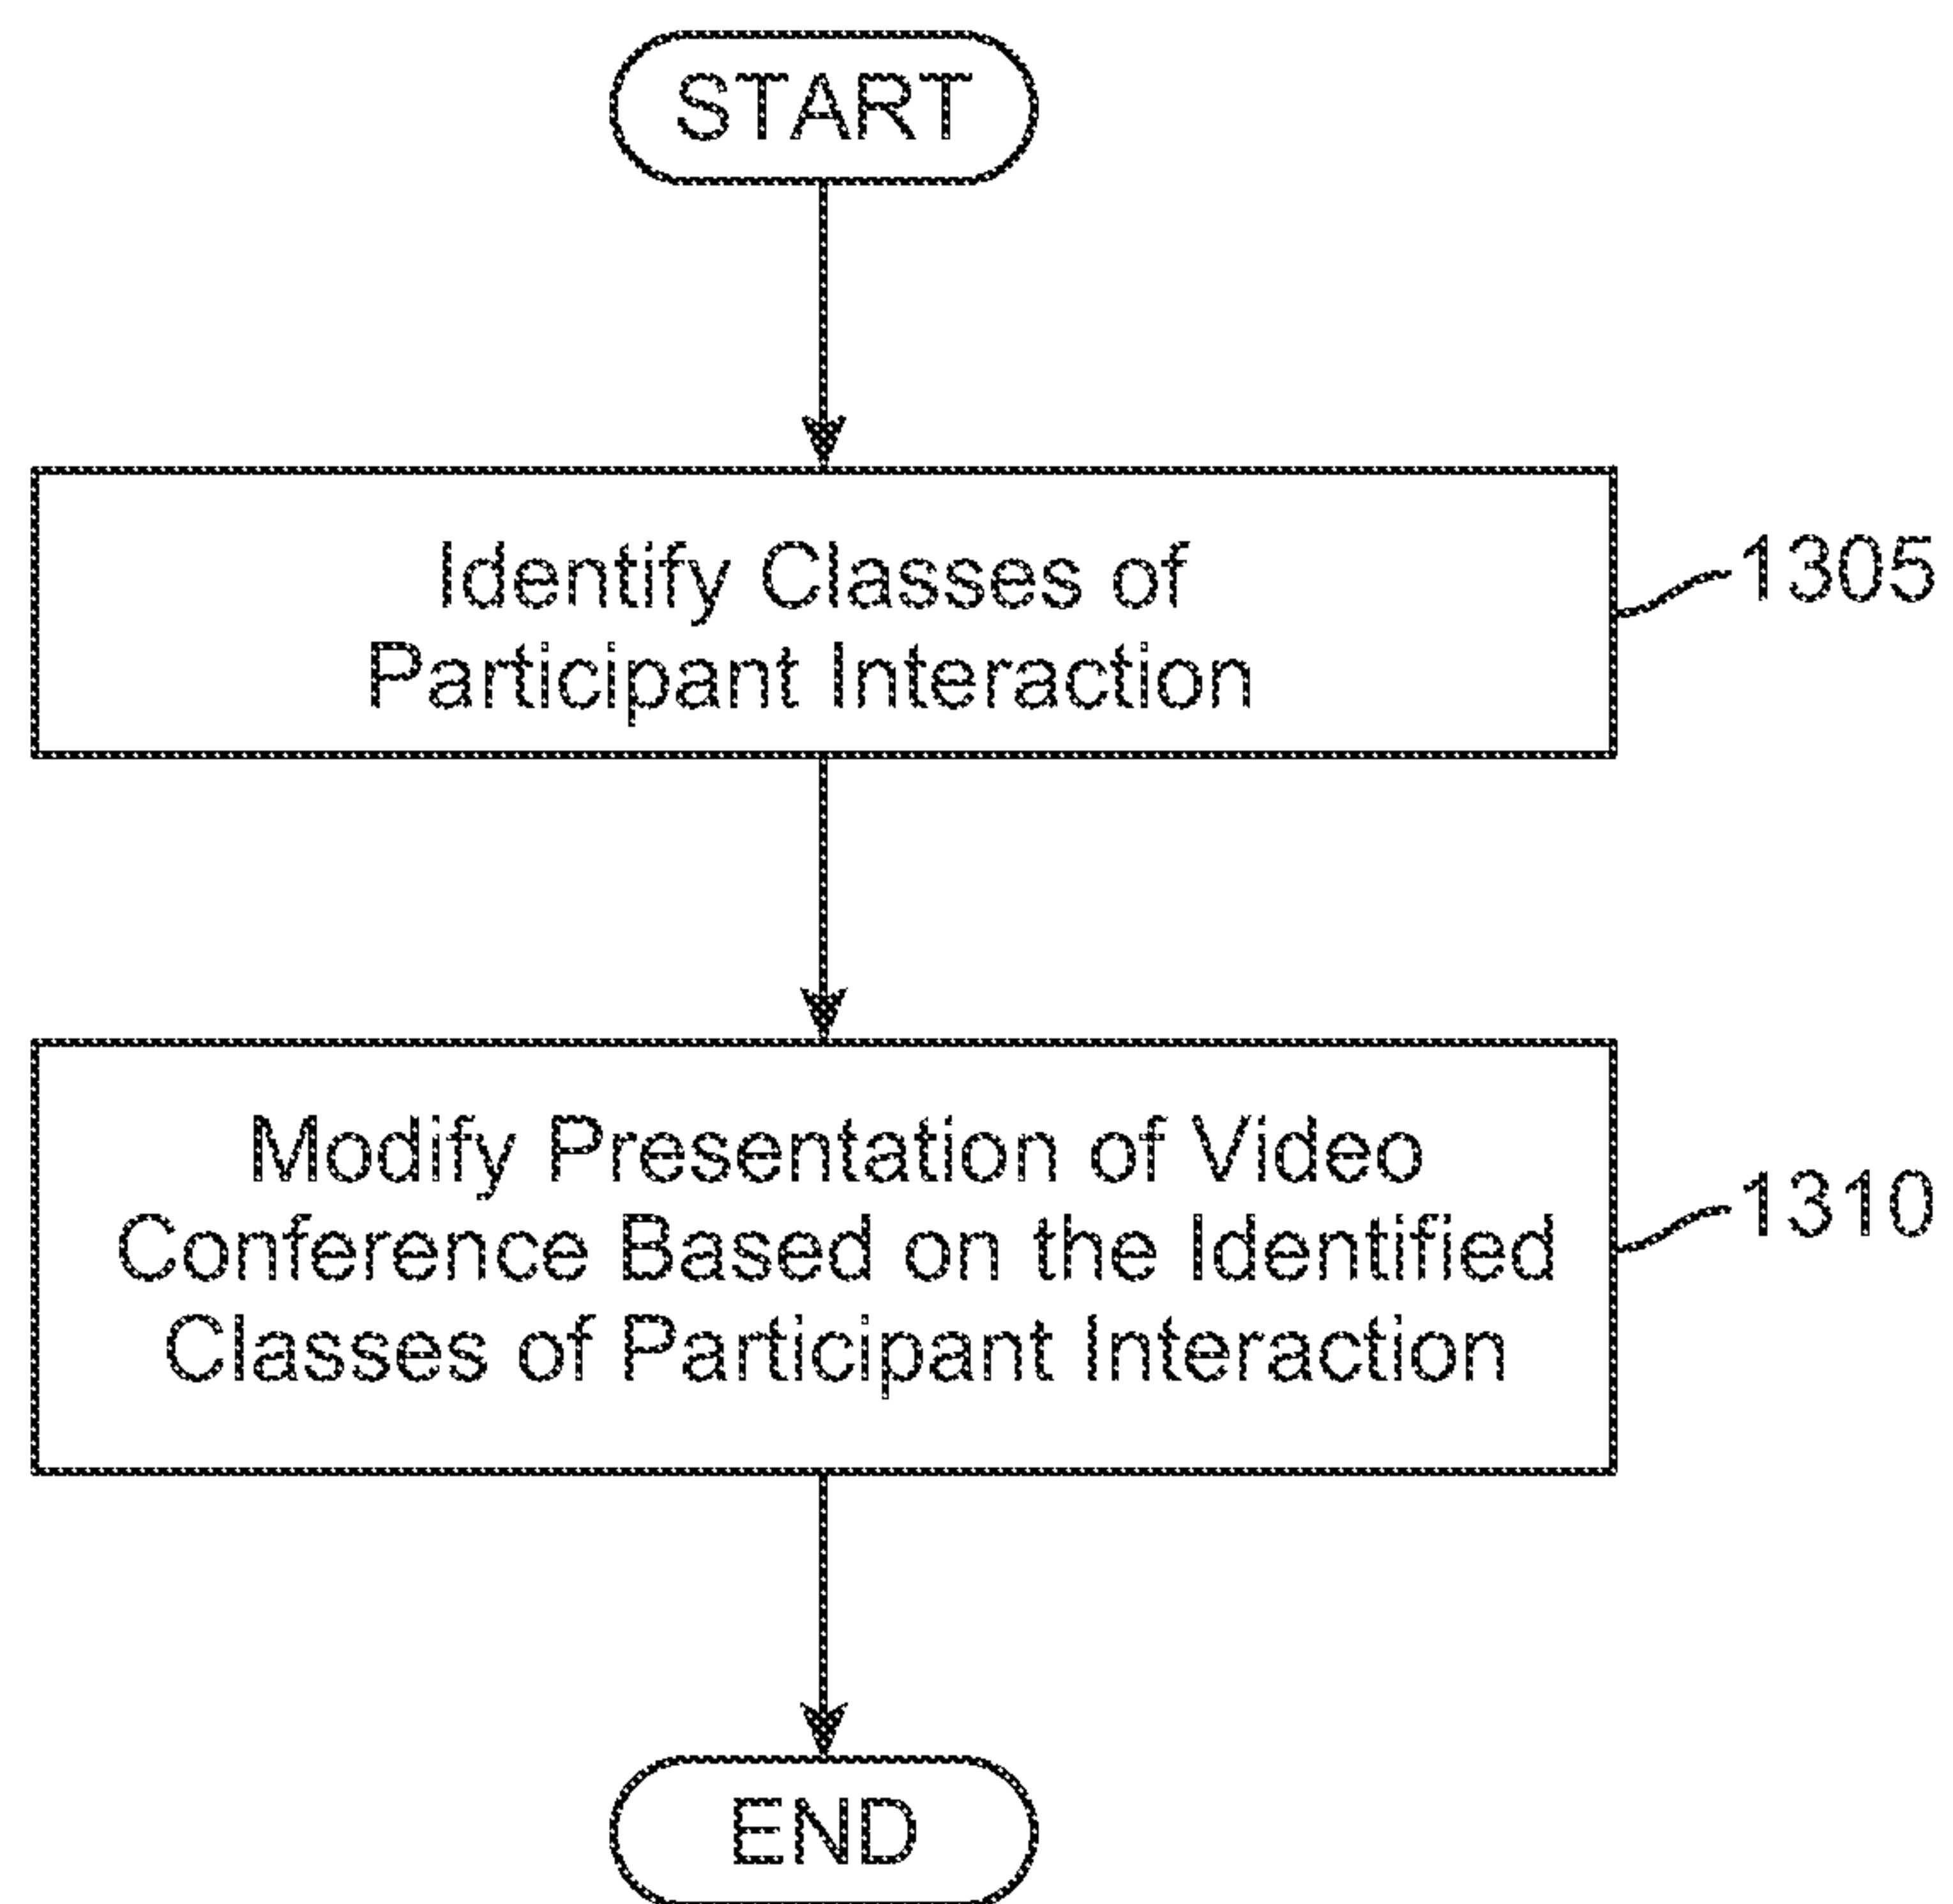 START
Identify Classes of
Participant Interaction
1305
Modify Presentation of Video
Conference Based on the Identified
Classes of Participant Interaction
1310
END